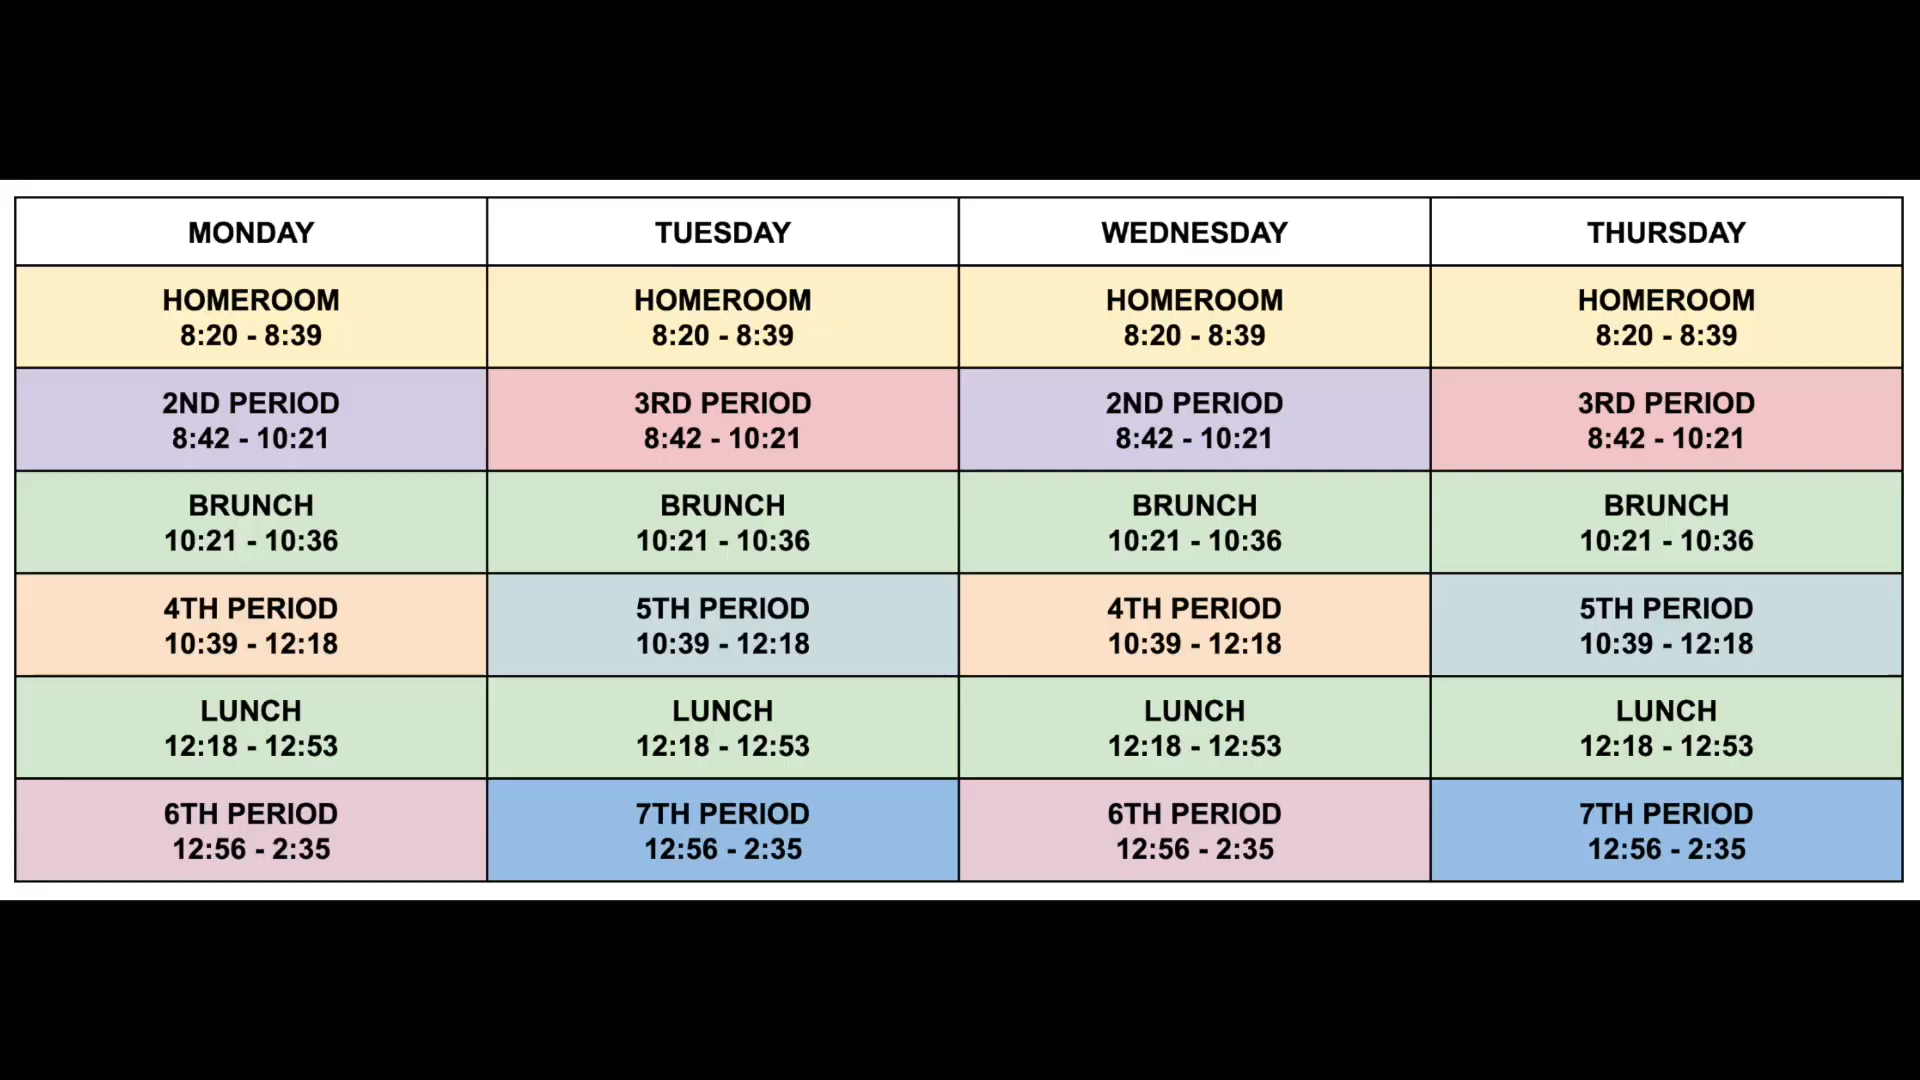 MONDAY TUESDAY WEDNESDAY THURSDAY
HOMEROOM HOMEROOM HOMEROOM HOMEROOM
8:20 - 8:39 8:20 - 8:39 8:20 - 8:39 8:20 - 8:39
2ND PERIOD 3RD PERIOD 2ND PERIOD 3RD PERIOD
8:42 - 10:21 8:42 - 10:21 8:42 - 10:21 8:42 - 10:21
BRUNCH BRUNCH BRUNCH BRUNCH
10:21 - 10:36 10:21 - 10:36 10:21 - 10:36 10:21 - 10:36
4TH PERIOD 5TH PERIOD 4TH PERIOD 5TH PERIOD
10:39 - 12:18 10:39 - 12:18 10:39 - 12:18 10:39 - 12:18
LUNCH LUNCH LUNCH LUNCH
12:18 - 12:53 12:18 - 12:53 12:18 - 12:53 12:18 - 12:53
6TH PERIOD 7TH PERIOD 6TH PERIOD 7TH PERIOD
12:56 - 2:35 12:56 - 2:35 12:56 - 2:35 12:56 - 2:35